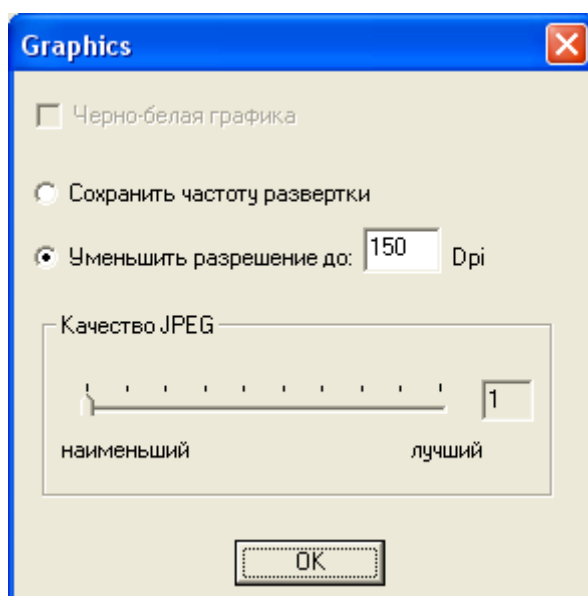 Graphics
Черно-белая графика
Сохранить частоту развертки
Уменьшить разрешение до: 150 Dpi
Качество JPEG
1
наименьший лучший
OK